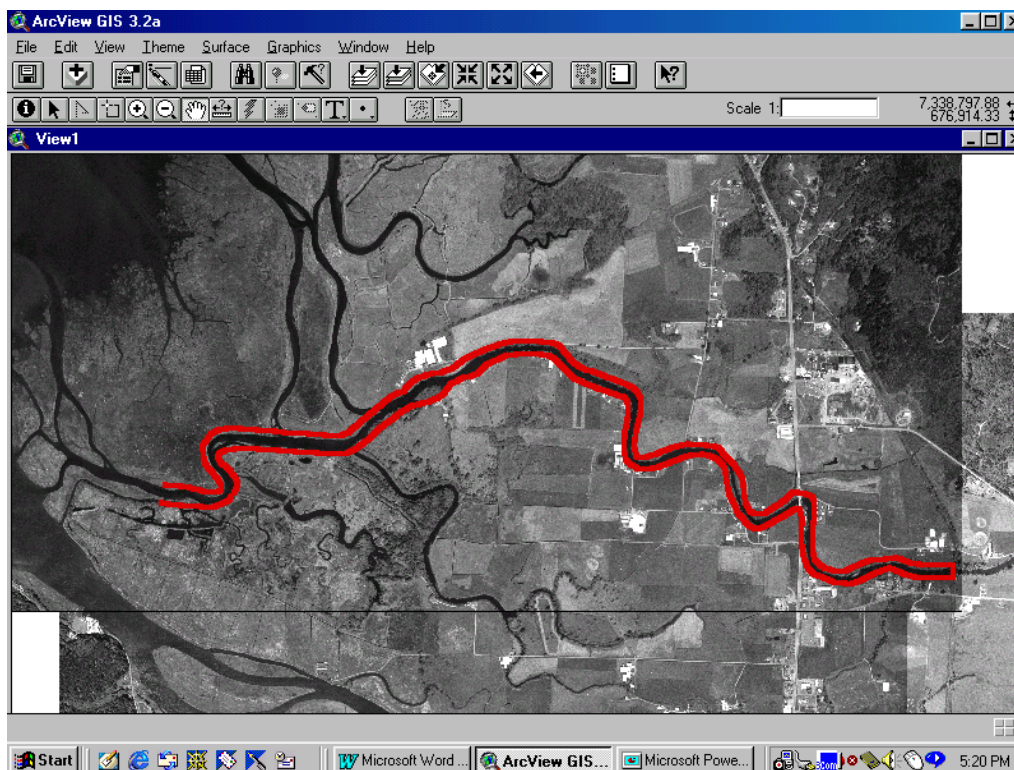 ArcView GIS 3.2a
File Edit View Theme Surface Graphics Window Help
Scale 1:
7,338,797.88
676,914.33
View1
Start
Microsoft Word ...
ArcView GIS...
Microsoft Powe...
5:20 PM